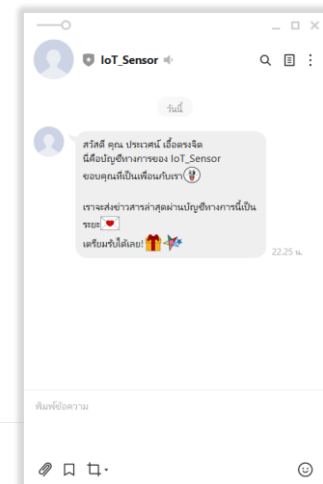 IoT_Sensor
วันนี้
สวัสดี คุณ ประเวศน์ เอื้อตรงจิต
นี่คือบัญชีทางการของ IoT_Sensor
ขอบคุณที่เป็นเพื่อนกับเรา
เราจะส่งข่าวสารล่าสุดผ่านบัญชีทางการนี้เป็น
ระยะ
เตรียมรับได้เลย!
22.25 น.
พิมพ์ข้อความ